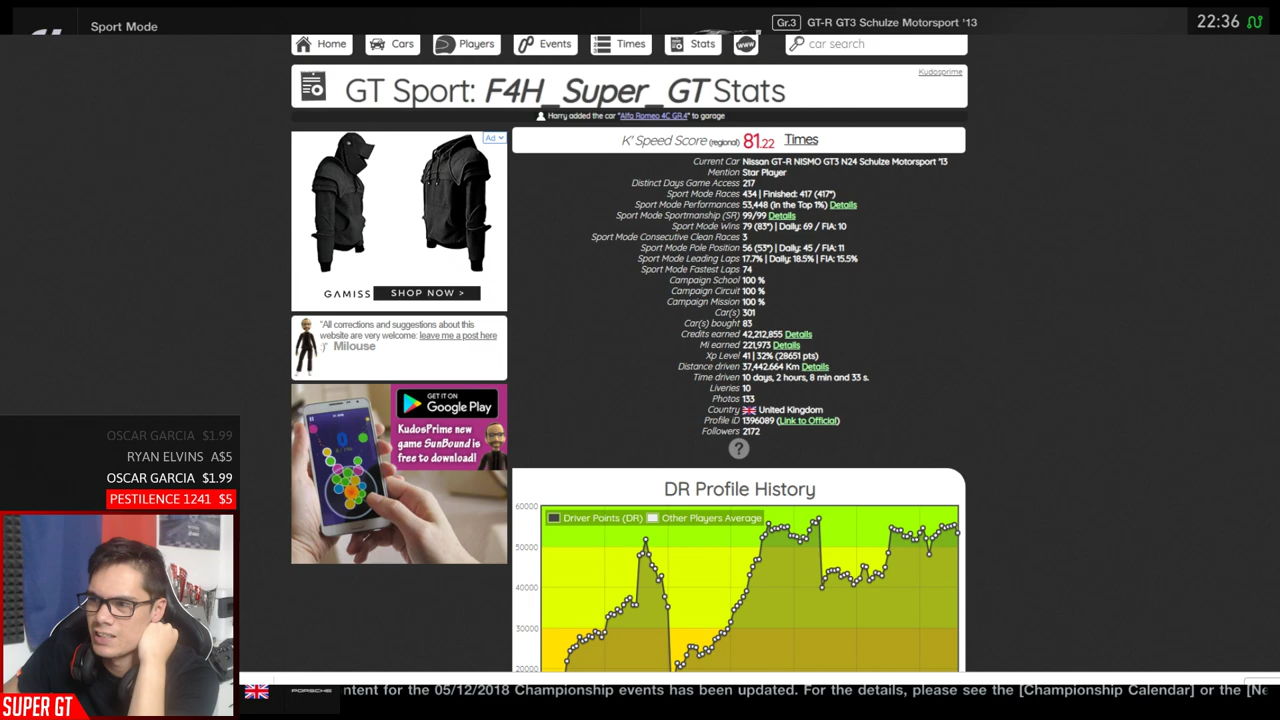 Sport Mode
Gr.3 GT-R GT3 Schulze Motorsport '13
22:36
Home
Cars
Players
Events
Times
Stats
www
car search
Kudosprime
GT Sport: F4H_Super_GT Stats
Harry added the car "Alfa Romeo 4C GR.4" to garage
Ad
GAMISS SHOP NOW >
K' Speed Score (regional) 81.22 Times
Current Car Nissan GT-R NISMO GT3 N24 Schulze Motorsport '13
Mention Star Player
Distinct Days Game Access 217
Sport Mode Races 434 | Finished: 417 (417*)
Sport Mode Performances 53,448 (in the Top 1%) Details
Sport Mode Sportmanship (SR) 99/99 Details
Sport Mode Wins 79 (83*) | Daily: 69 / FIA: 10
Sport Mode Consecutive Clean Races 3
Sport Mode Pole Position 56 (53*) | Daily: 45 / FIA: 11
Sport Mode Leading Laps 17.7% | Daily: 18.5% | FIA: 15.5%
Sport Mode Fastest Laps 74
Campaign School 100 %
Campaign Circuit 100 %
Campaign Mission 100 %
Car(s) 301
Car(s) bought 83
Credits earned 42,212,855 Details
Mi earned 221,973 Details
Xp Level 41 | 32% (28651 pts)
Distance driven 37,442.664 Km Details
Time driven 10 days, 2 hours, 8 min and 33 s.
Liveries 10
Photos 133
Country United Kingdom
Profile ID 1396089 (Link to Official)
Followers 2172
?
"All corrections and suggestions about this
website are very welcome: leave me a post here
:)" Milouse
GET IT ON
Google Play
KudosPrime new
game SunBound is
free to download!
DR Profile History
Driver Points (DR) Other Players Average
60000
50000
40000
30000
20000
OSCAR GARCIA $1.99
RYAN ELVINS A$5
OSCAR GARCIA $1.99
PESTILENCE 1241 $5
SUPER GT
PORSCHE
ntent for the 05/12/2018 Championship events has been updated. For the details, please see the [Championship Calendar] or the [Ne